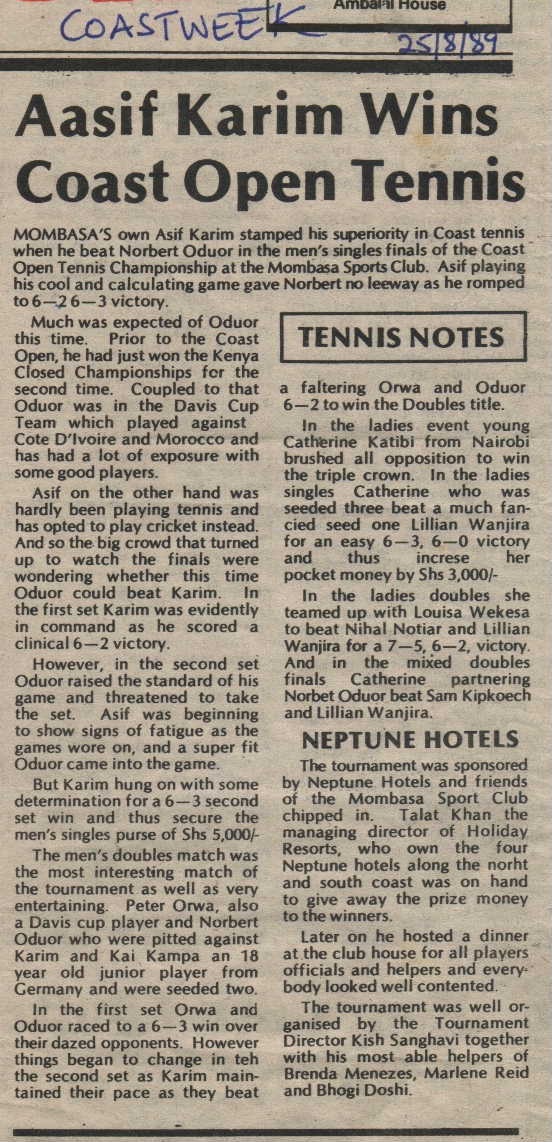 Ambalal House
COASTWEEK
25/8/89
Aasif Karim Wins
Coast Open Tennis
MOMBASA'S own Asif Karim stamped his superiority in Coast tennis
when he beat Norbert Oduor in the men's singles finals of the Coast
Open Tennis Championship at the Mombasa Sports Club. Asif playing
his cool and calculating game gave Norbert no leeway as he romped
to 6—2 6—3 victory.
Much was expected of Oduor
this time. Prior to the Coast
Open, he had just won the Kenya
Closed Championships for the
second time. Coupled to that
Oduor was in the Davis Cup
Team which played against
Cote D'Ivoire and Morocco and
has had a lot of exposure with
some good players.
Asif on the other hand was
hardly been playing tennis and
has opted to play cricket instead.
And so the big crowd that turned
up to watch the finals were
wondering whether this time
Oduor could beat Karim. In
the first set Karim was evidently
in command as he scored a
clinical 6—2 victory.
However, in the second set
Oduor raised the standard of his
game and threatened to take
the set. Asif was beginning
to show signs of fatigue as the
games wore on, and a super fit
Oduor came into the game.
But Karim hung on with some
determination for a 6—3 second
set win and thus secure the
men's singles purse of Shs 5,000/-
The men's doubles match was
the most interesting match of
the tournament as well as very
entertaining. Peter Orwa, also
a Davis cup player and Norbert
Oduor who were pitted against
Karim and Kai Kampa an 18
year old junior player from
Germany and were seeded two.
In the first set Orwa and
Oduor raced to a 6—3 win over
their dazed opponents. However
things began to change in teh
the second set as Karim main-
tained their pace as they beat
TENNIS NOTES
a faltering Orwa and Oduor
6—2 to win the Doubles title.
In the ladies event young
Catherine Katibi from Nairobi
brushed all opposition to win
the triple crown. In the ladies
singles Catherine who was
seeded three beat a much fan-
cied seed one Lillian Wanjira
for an easy 6—3, 6—0 victory
and thus increse her
pocket money by Shs 3,000/-
In the ladies doubles she
teamed up with Louisa Wekesa
to beat Nihal Notiar and Lillian
Wanjira for a 7—5, 6—2, victory.
And in the mixed doubles
finals Catherine partnering
Norbet Oduor beat Sam Kipkoech
and Lillian Wanjira.
NEPTUNE HOTELS
The tournament was sponsored
by Neptune Hotels and friends
of the Mombasa Sport Club
chipped in. Talat Khan the
managing director of Holiday
Resorts, who own the four
Neptune hotels along the norht
and south coast was on hand
to give away the prize money
to the winners.
Later on he hosted a dinner
at the club house for all players
officials and helpers and every-
body looked well contented.
The tournament was well or-
ganised by the Tournament
Director Kish Sanghavi together
with his most able helpers of
Brenda Menezes, Marlene Reid
and Bhogi Doshi.